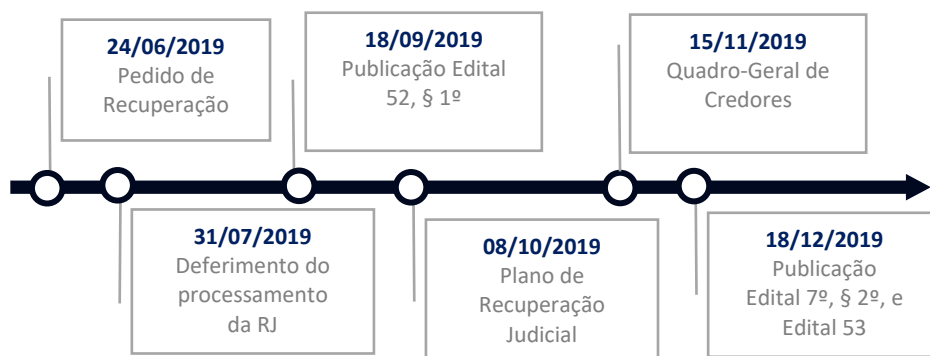 24/06/2019
Pedido de
Recuperação
18/09/2019
Publicação Edital
52, § 1º
15/11/2019
Quadro-Geral de
Credores
31/07/2019
Deferimento do
processamento
da RJ
08/10/2019
Plano de
Recuperação
Judicial
18/12/2019
Publicação
Edital 7º, § 2º, e
Edital 53